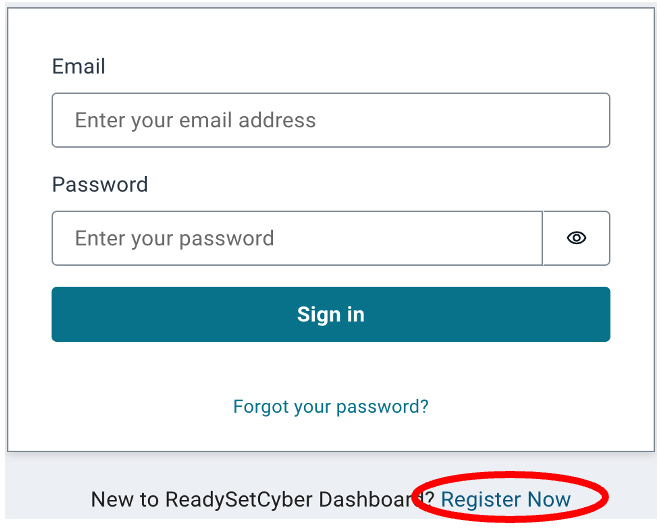 Email
Enter your email address
Password
Enter your password
Sign in
Forgot your password?
New to ReadySetCyber Dashboard? Register Now